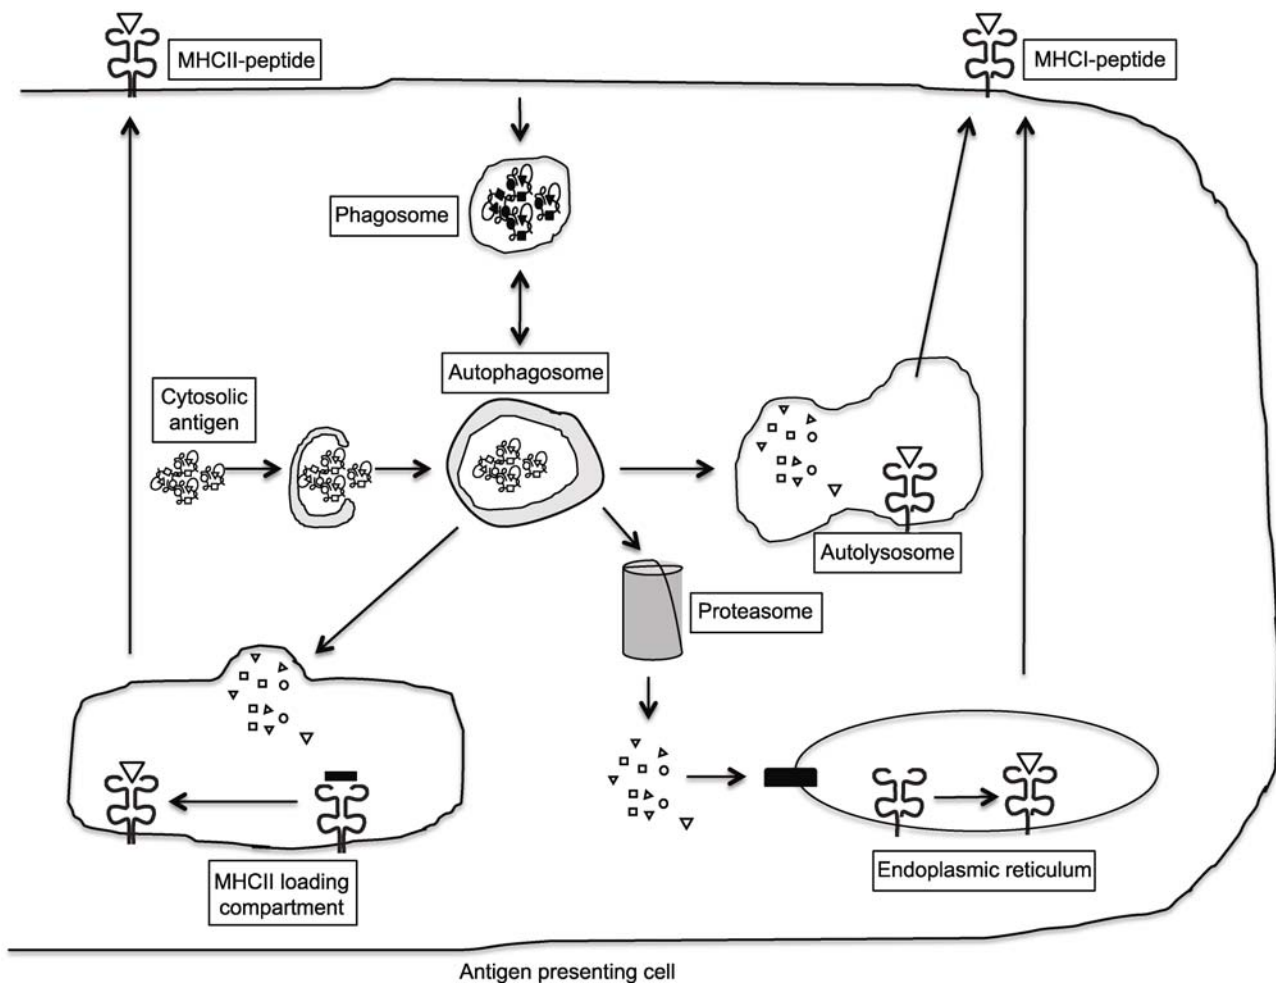 MHCII-peptide
MHCI-peptide
Phagosome
Autophagosome
Cytosolic
antigen
Autolysosome
Proteasome
MHCII loading
compartment
Endoplasmic reticulum
Antigen presenting cell